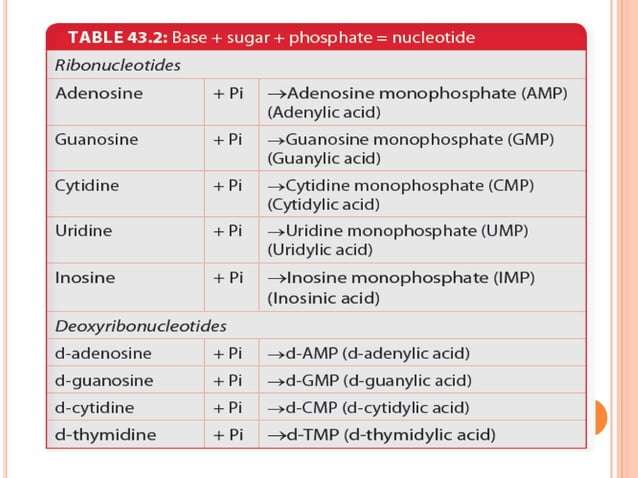 TABLE 43.2: Base + sugar + phosphate = nucleotide
Ribonucleotides
Adenosine + Pi →Adenosine monophosphate (AMP)
(Adenylic acid)
Guanosine + Pi →Guanosine monophosphate (GMP)
(Guanylic acid)
Cytidine + Pi →Cytidine monophosphate (CMP)
(Cytidylic acid)
Uridine + Pi →Uridine monophosphate (UMP)
(Uridylic acid)
Inosine + Pi →Inosine monophosphate (IMP)
(Inosinic acid)
Deoxyribonucleotides
d-adenosine + Pi →d-AMP (d-adenylic acid)
d-guanosine + Pi →d-GMP (d-guanylic acid)
d-cytidine + Pi →d-CMP (d-cytidylic acid)
d-thymidine + Pi →d-TMP (d-thymidylic acid)